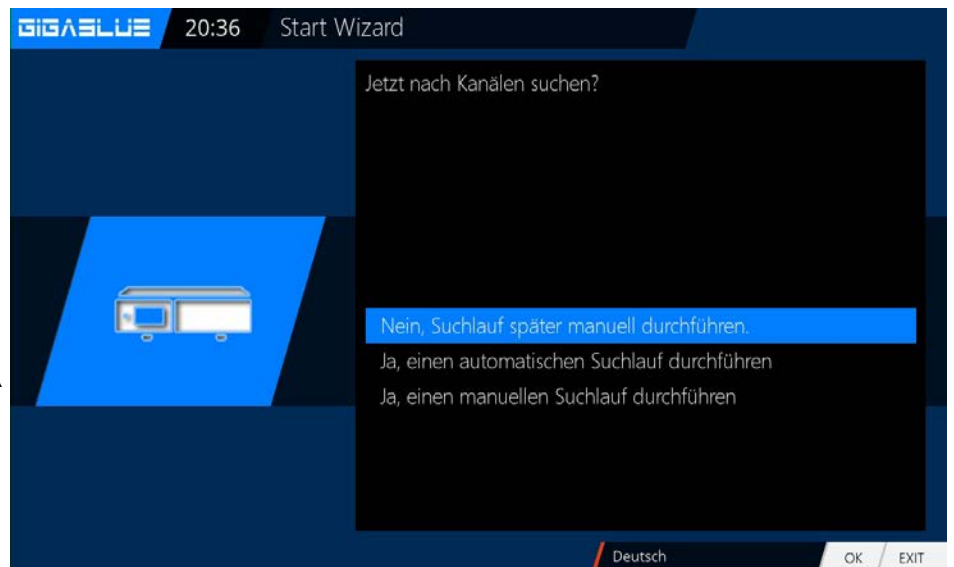 GIGABLUE 20:36 Start Wizard
Jetzt nach Kanälen suchen?
Nein, Suchlauf später manuell durchführen.
Ja, einen automatischen Suchlauf durchführen
Ja, einen manuellen Suchlauf durchführen
Deutsch OK EXIT